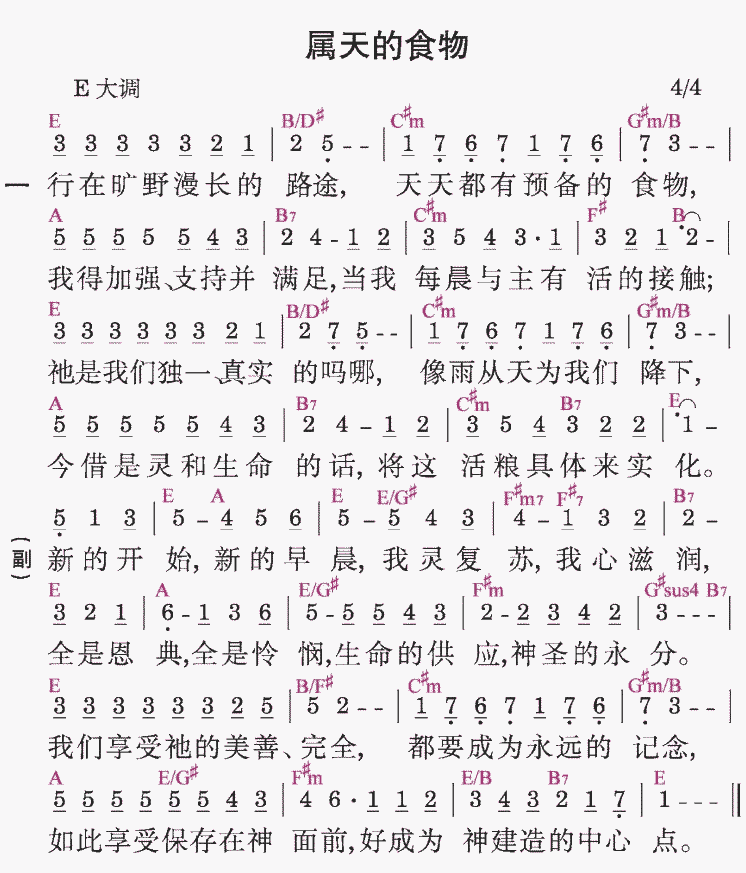 属天的食物
E 大调 4/4
E B/D♯ C♯m G♯m/B
3 3 3 3 3 2 1 | 2 5 - - | 1 7 6 7 1 7 6 | 7 3 - - |
一 行在旷野漫长的 路途, 天天都有预备的 食物,
A B7 C♯m F♯ B
5 5 5 5 5 4 3 | 2 4 - 1 2 | 3 5 4 3 · 1 | 3 2 1 2 - |
我得加强、支持并 满足,当我 每晨与主有 活的接触;
E B/D♯ C♯m G♯m/B
3 3 3 3 3 3 2 1 | 2 7 5 - - | 1 7 6 7 1 7 6 | 7 3 - - |
祂是我们独一、真实 的吗哪, 像雨从天为我们 降下,
A B7 C♯m B7 E
5 5 5 5 5 4 3 | 2 4 - 1 2 | 3 5 4 3 2 2 | 1 -
今借是灵和生命 的话, 将这 活粮具体来实 化。
E A E E/G♯ F♯m7 F♯7 B7
5 1 3 | 5 - 4 5 6 | 5 - 5 4 3 | 4 - 1 3 2 | 2 -
(副) 新的开 始, 新的早 晨, 我灵复 苏, 我心滋 润,
E A E/G♯ F♯m G♯sus4 B7
3 2 1 | 6 - 1 3 6 | 5 - 5 5 4 3 | 2 - 2 3 4 2 | 3 - - - |
全是恩 典,全是怜 悯,生命的供 应,神圣的永 分。
E B/F♯ C♯m G♯m/B
3 3 3 3 3 3 2 5 | 5 2 - - | 1 7 6 7 1 7 6 | 7 3 - - |
我们享受祂的美善、完全, 都要成为永远的 记念,
A E/G♯ F♯m E/B B7 E
5 5 5 5 5 5 4 3 | 4 6 · 1 1 2 | 3 4 3 2 1 7 | 1 - - - ‖
如此享受保存在神 面前,好成为 神建造的中心 点。